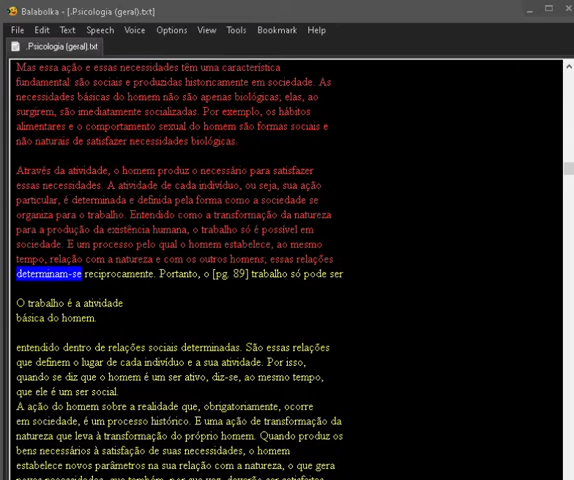 Balabolka - [.Psicologia (geral).txt]
File Edit Text Speech Voice Options View Tools Bookmark Help
.Psicologia (geral).txt
Mas essa ação e essas necessidades têm uma característica
fundamental: são sociais e produzidas historicamente em sociedade. As
necessidades básicas do homem não são apenas biológicas; elas, ao
surgirem, são imediatamente socializadas. Por exemplo, os hábitos
alimentares e o comportamento sexual do homem são formas sociais e
não naturais de satisfazer necessidades biológicas.
Através da atividade, o homem produz o necessário para satisfazer
essas necessidades. A atividade de cada indivíduo, ou seja, sua ação
particular, é determinada e definida pela forma como a sociedade se
organiza para o trabalho. Entendido como a transformação da natureza
para a produção da existência humana, o trabalho só é possível em
sociedade. E um processo pelo qual o homem estabelece, ao mesmo
tempo, relação com a natureza e com os outros homens; essas relações
determinam-se reciprocamente. Portanto, o [pg. 89] trabalho só pode ser
O trabalho é a atividade
básica do homem.
entendido dentro de relações sociais determinadas. São essas relações
que definem o lugar de cada indivíduo e a sua atividade. Por isso,
quando se diz que o homem é um ser ativo, diz-se, ao mesmo tempo,
que ele é um ser social.
A ação do homem sobre a realidade que, obrigatoriamente, ocorre
em sociedade, é um processo histórico. E uma ação de transformação da
natureza que leva à transformação do próprio homem. Quando produz os
bens necessários à satisfação de suas necessidades, o homem
estabelece novos parâmetros na sua relação com a natureza, o que gera
novas necessidades, que também, por sua vez, deverão ser satisfeitas.